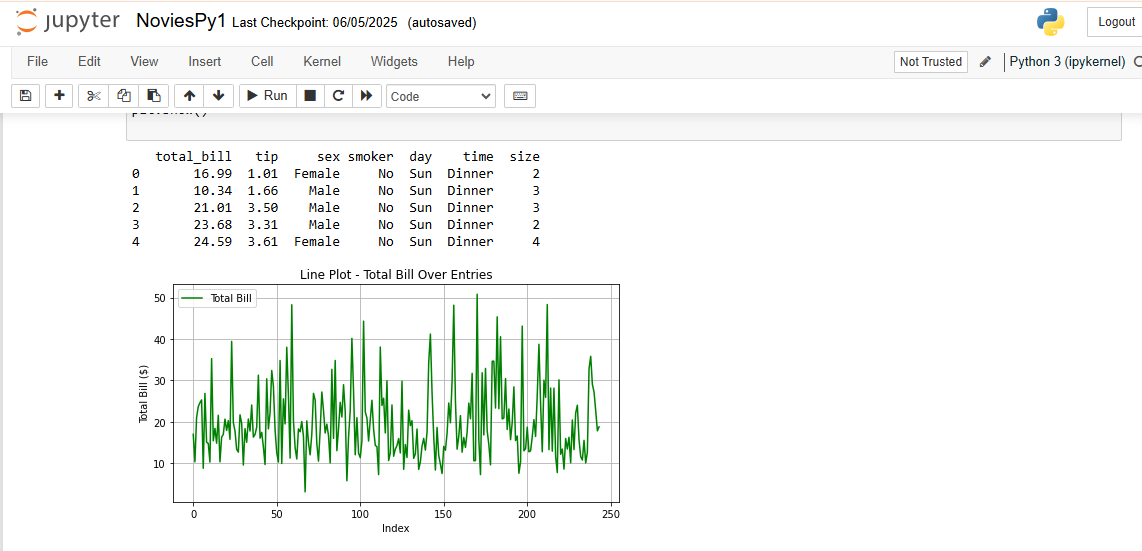 jupyter NoviesPy1 Last Checkpoint: 06/05/2025 (autosaved) Logout
File Edit View Insert Cell Kernel Widgets Help Not Trusted Python 3 (ipykernel)
Run Code
total_bill tip sex smoker day time size
0 16.99 1.01 Female No Sun Dinner 2
1 10.34 1.66 Male No Sun Dinner 3
2 21.01 3.50 Male No Sun Dinner 3
3 23.68 3.31 Male No Sun Dinner 2
4 24.59 3.61 Female No Sun Dinner 4
Line Plot - Total Bill Over Entries
Total Bill
50
40
30
20
10
Total Bill ($)
0 50 100 150 200 250
Index